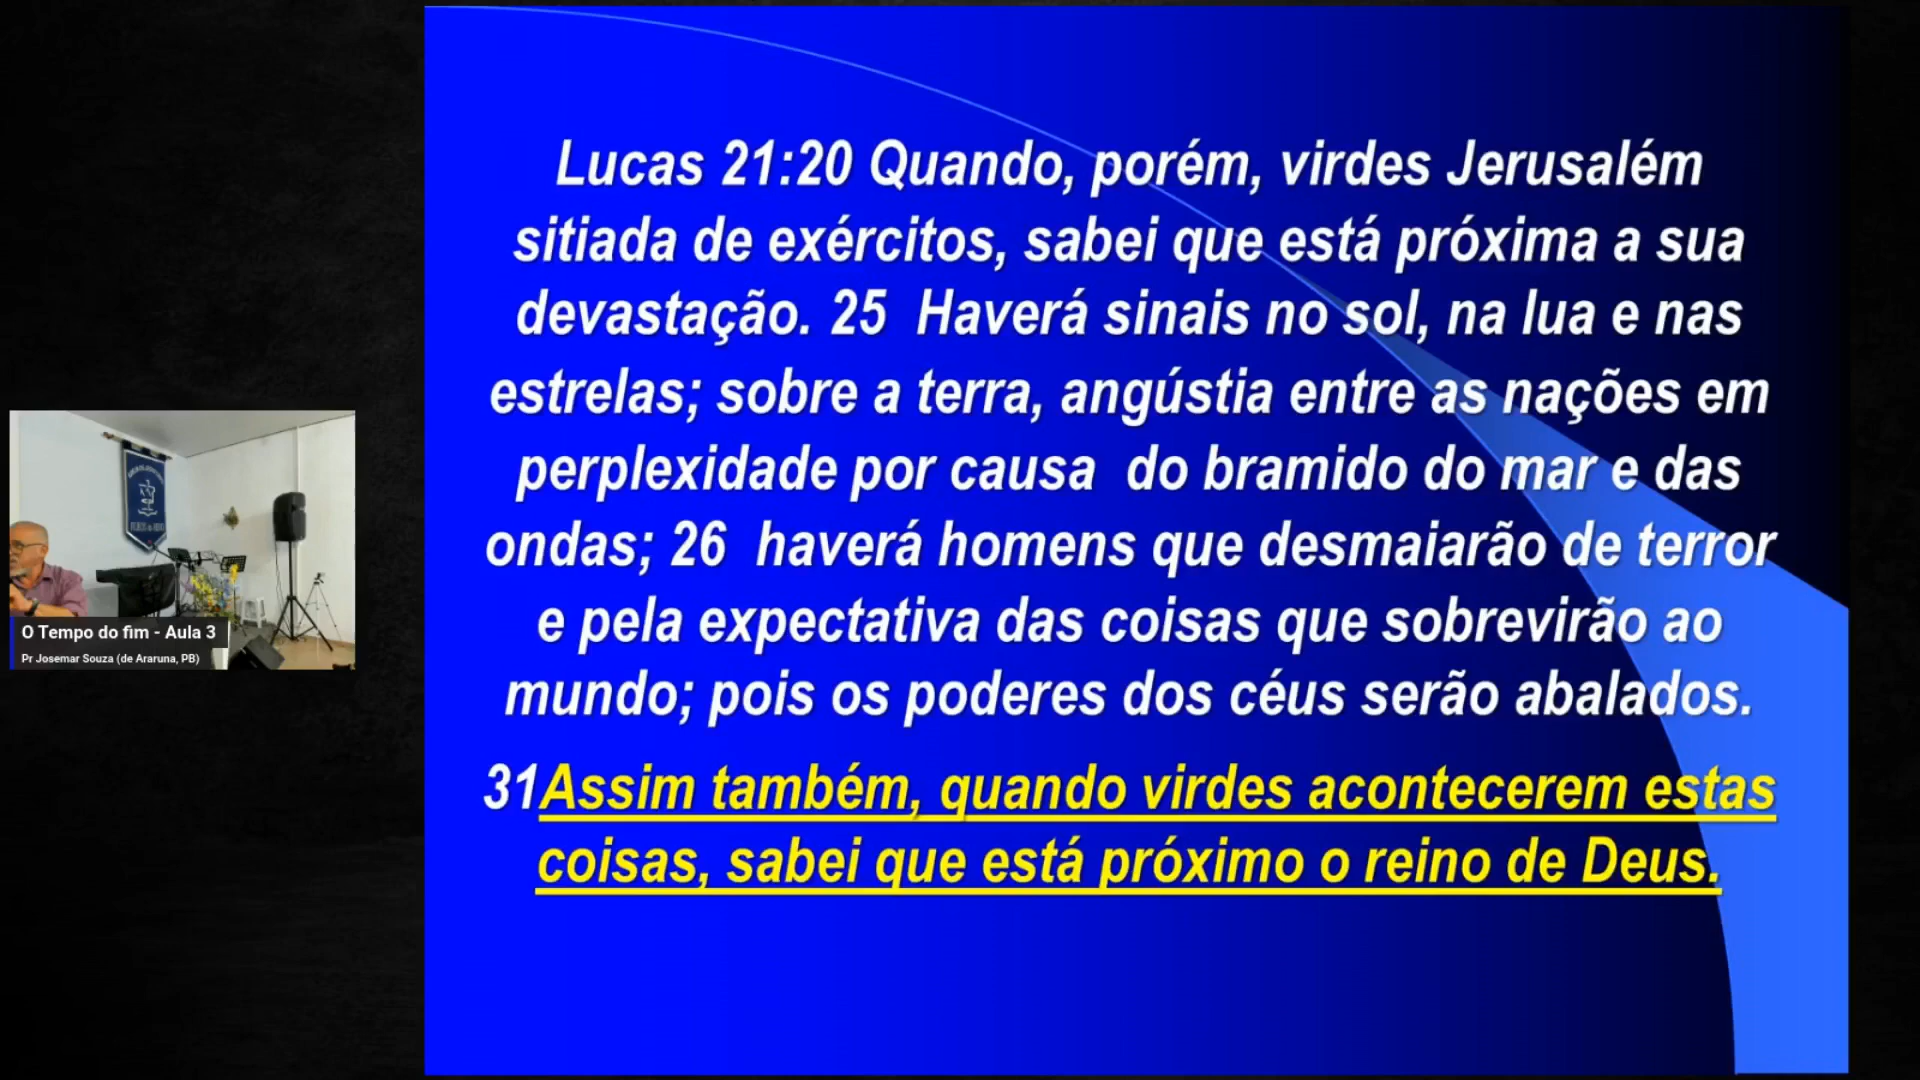 Lucas 21:20 Quando, porém, virdes Jerusalém
sitiada de exércitos, sabei que está próxima a sua
devastação. 25 Haverá sinais no sol, na lua e nas
estrelas; sobre a terra, angústia entre as nações em
perplexidade por causa do bramido do mar e das
ondas; 26 haverá homens que desmaiarão de terror
e pela expectativa das coisas que sobrevirão ao
mundo; pois os poderes dos céus serão abalados.
31Assim também, quando virdes acontecerem estas
coisas, sabei que está próximo o reino de Deus.
O Tempo do fim - Aula 3
Pr Josemar Souza (de Araruna, PB)